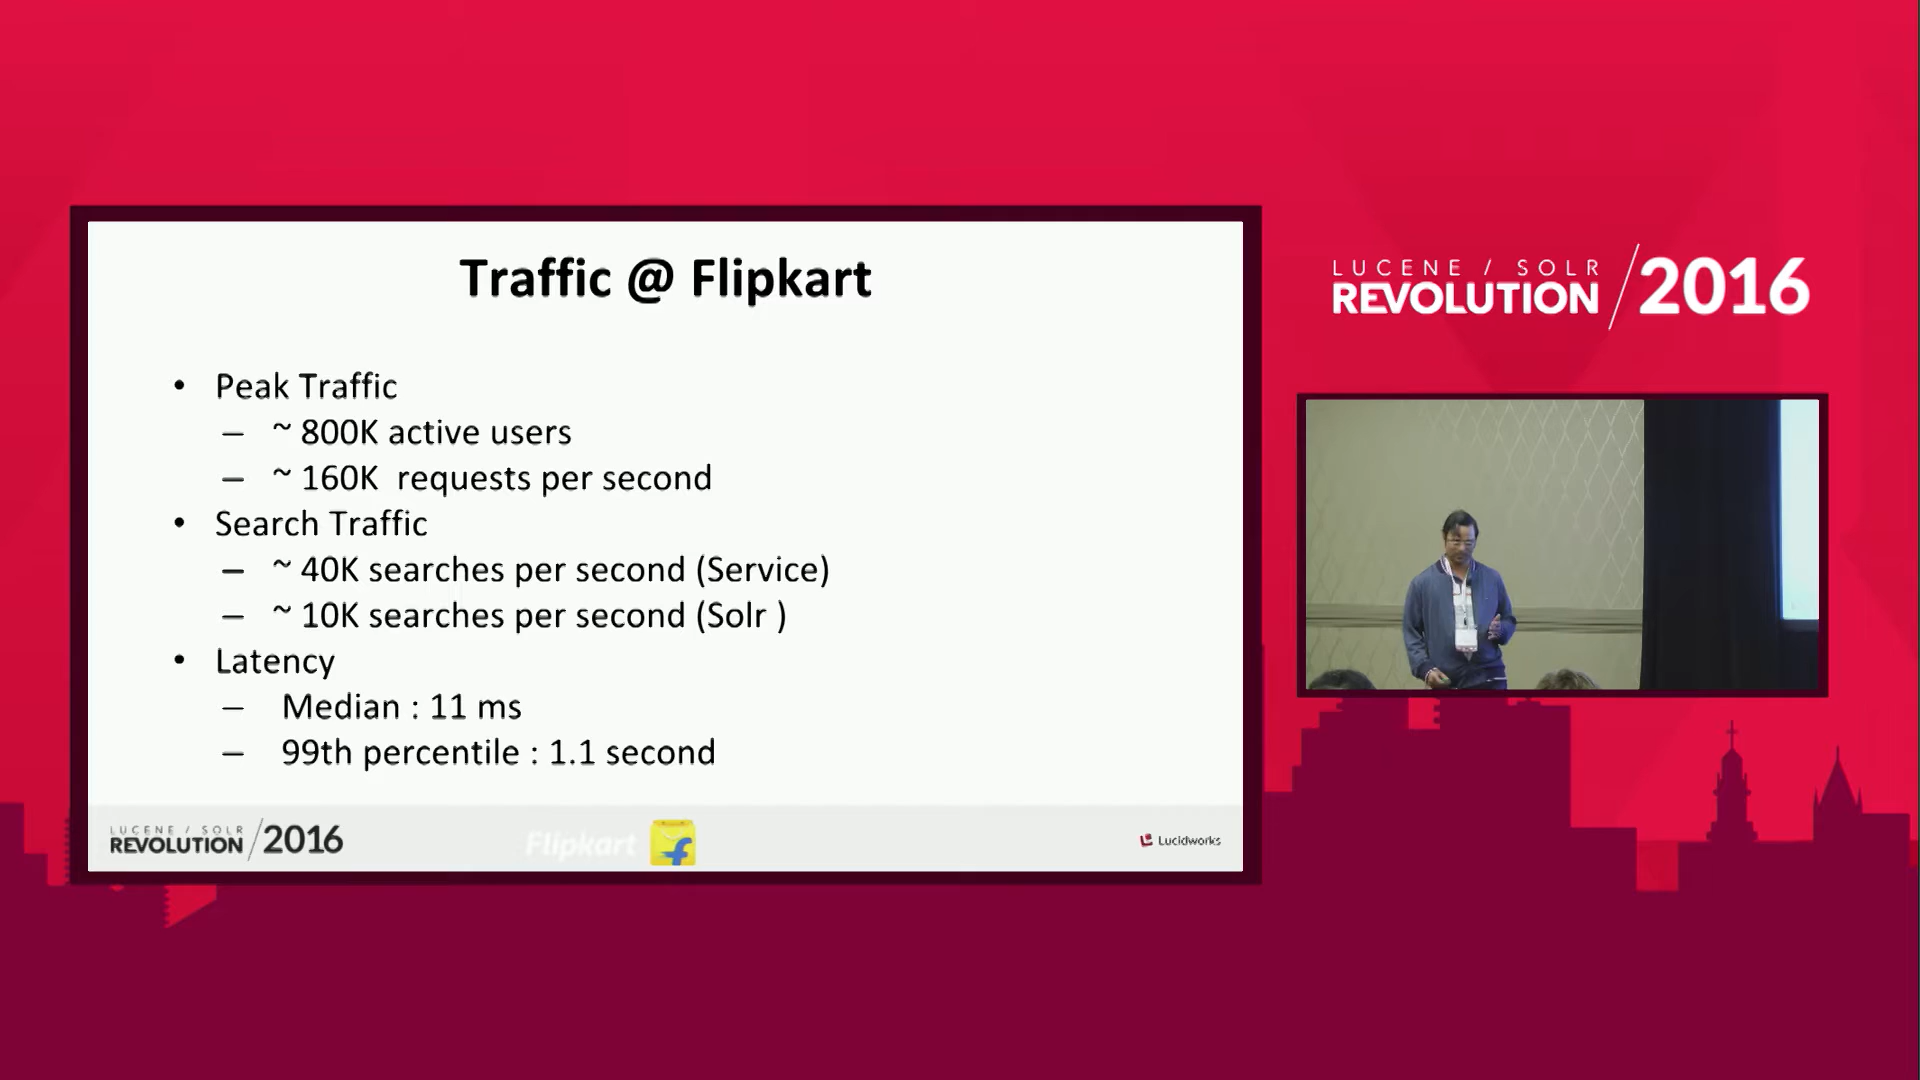 Traffic @ Flipkart
• Peak Traffic
– ~ 800K active users
– ~ 160K requests per second
• Search Traffic
– ~ 40K searches per second (Service)
– ~ 10K searches per second (Solr )
• Latency
– Median : 11 ms
– 99th percentile : 1.1 second
LUCENE / SOLR
REVOLUTION /2016
Flipkart
Lucidworks
LUCENE / SOLR
REVOLUTION /2016